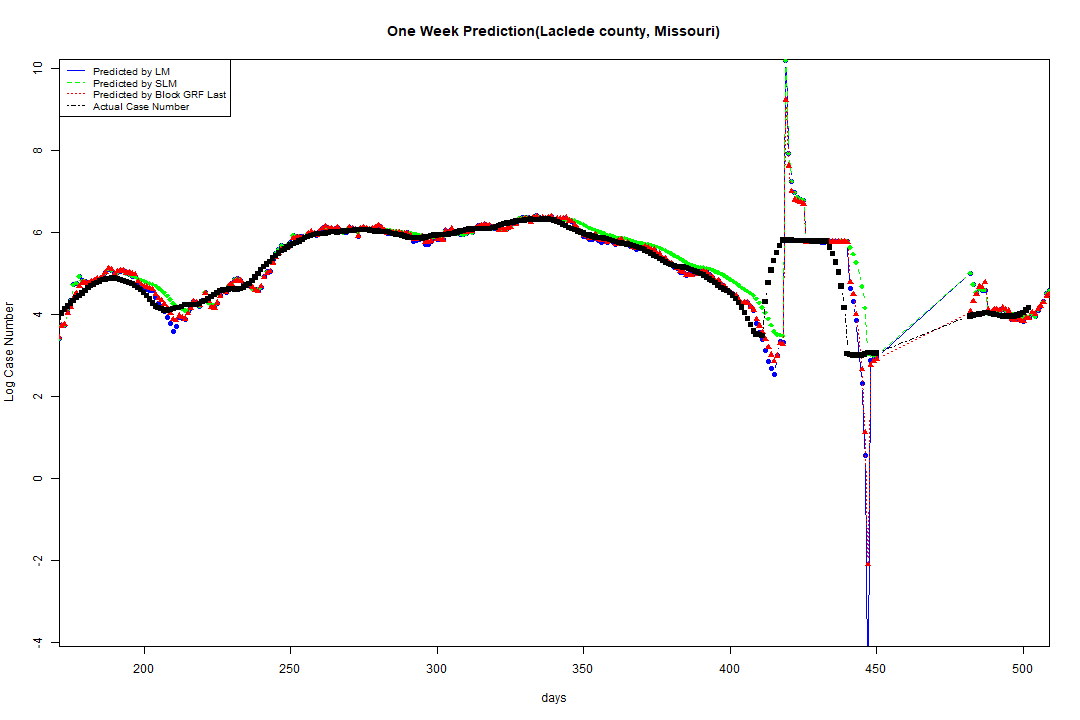 One Week Prediction(Laclede county, Missouri)
Predicted by LM
Predicted by SLM
Predicted by Block GRF Last
Actual Case Number
Log Case Number
10
8
6
4
2
0
-2
-4
200 250 300 350 400 450 500
days